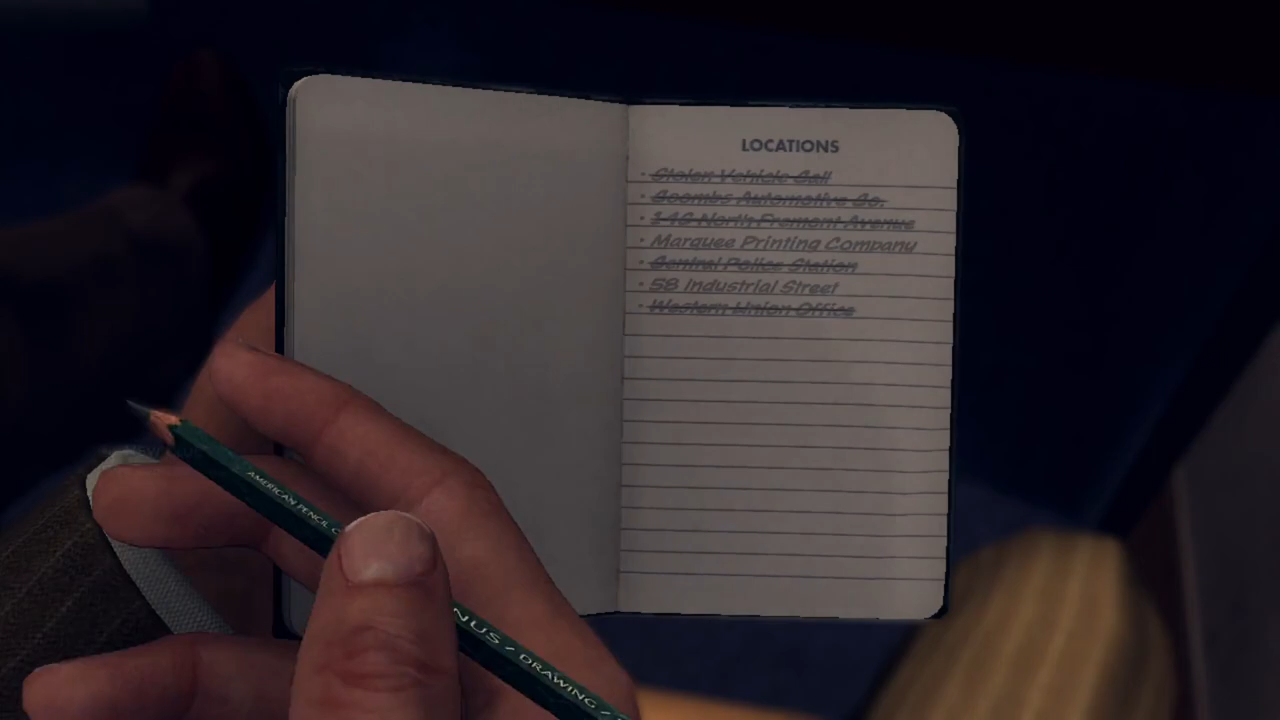 LOCATIONS
· Stolen Vehicle Call
· Coombs Automotive Co.
· 146 North Fremont Avenue
· Marquee Printing Company
· Central Police Station
· 58 Industrial Street
· Western Union Office
AMERICAN PENCIL C
NUS / DRAWING /